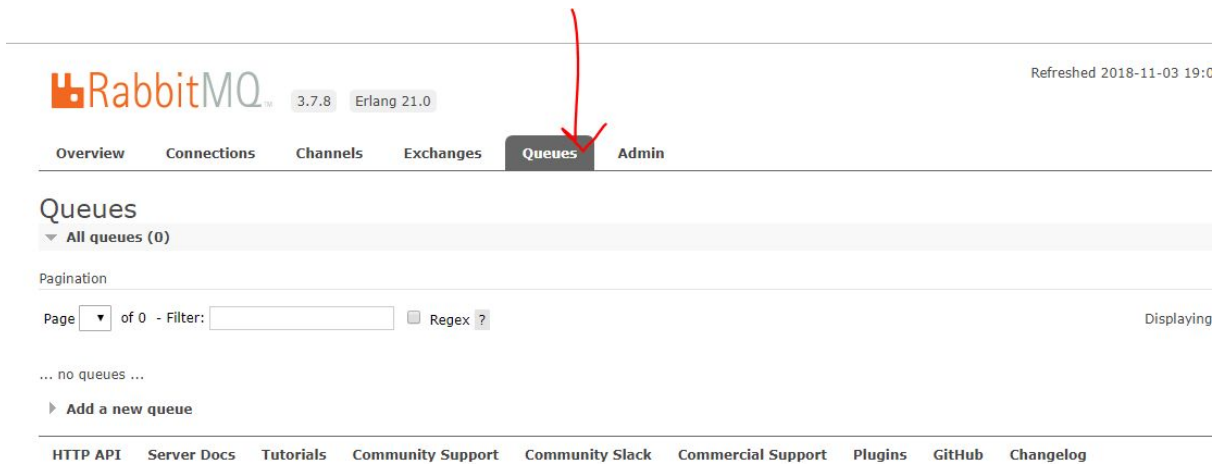 Refreshed 2018-11-03 19:0
RabbitMQ TM 3.7.8 Erlang 21.0
Overview Connections Channels Exchanges Queues Admin
Queues
All queues (0)
Pagination
Page of 0 - Filter: Regex ? Displaying
... no queues ...
Add a new queue
HTTP API Server Docs Tutorials Community Support Community Slack Commercial Support Plugins GitHub Changelog